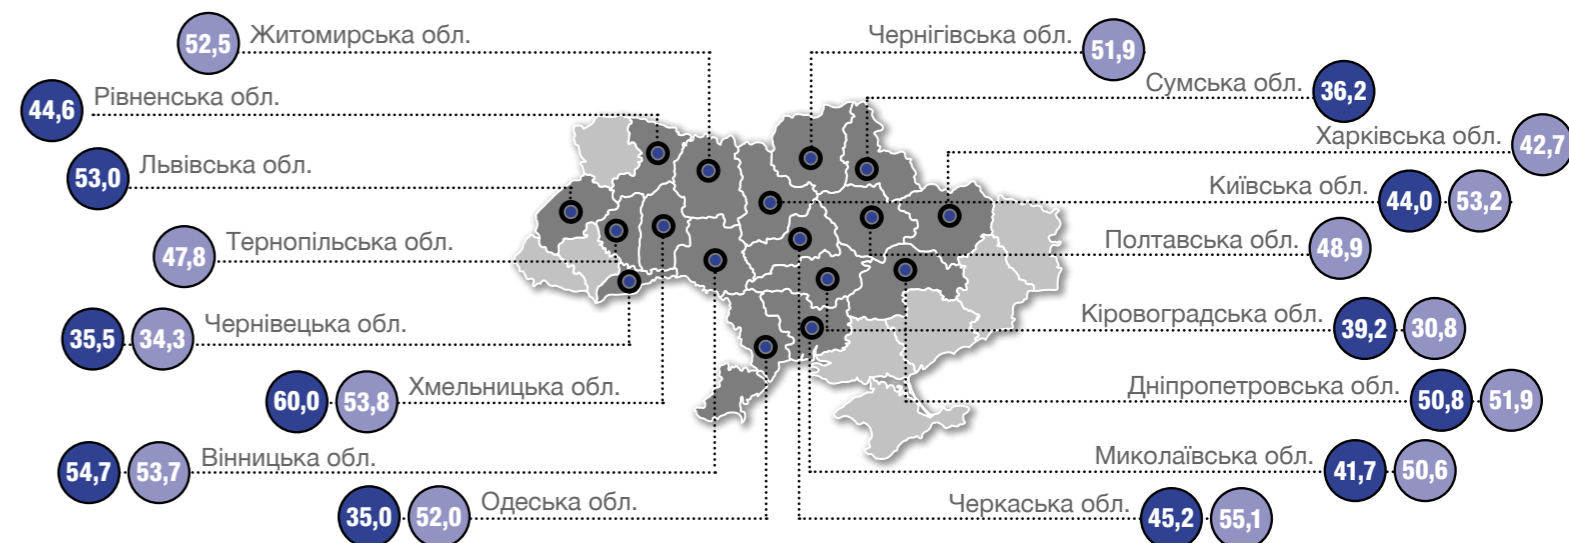 52,5 Житомирська обл.
Чернігівська обл. 51,9
44,6 Рівненська обл.
Сумська обл. 36,2
53,0 Львівська обл.
Харківська обл. 42,7
Київська обл. 44,0 53,2
47,8 Тернопільська обл.
Полтавська обл. 48,9
35,5 34,3 Чернівецька обл.
Кіровоградська обл. 39,2 30,8
60,0 53,8 Хмельницька обл.
Дніпропетровська обл. 50,8 51,9
54,7 53,7 Вінницька обл.
Миколаївська обл. 41,7 50,6
35,0 52,0 Одеська обл.
Черкаська обл. 45,2 55,1